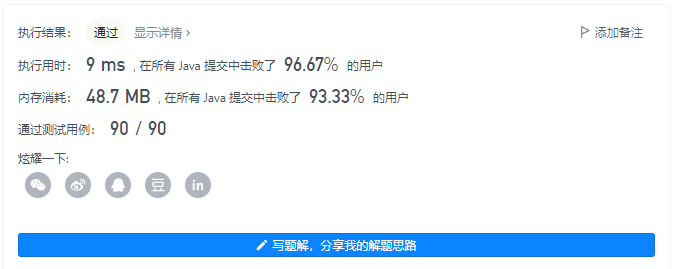 执行结果： 通过 显示详情 › 添加备注
执行用时： 9 ms , 在所有 Java 提交中击败了 96.67% 的用户
内存消耗： 48.7 MB , 在所有 Java 提交中击败了 93.33% 的用户
通过测试用例： 90 / 90
炫耀一下:
豆 in
写题解，分享我的解题思路